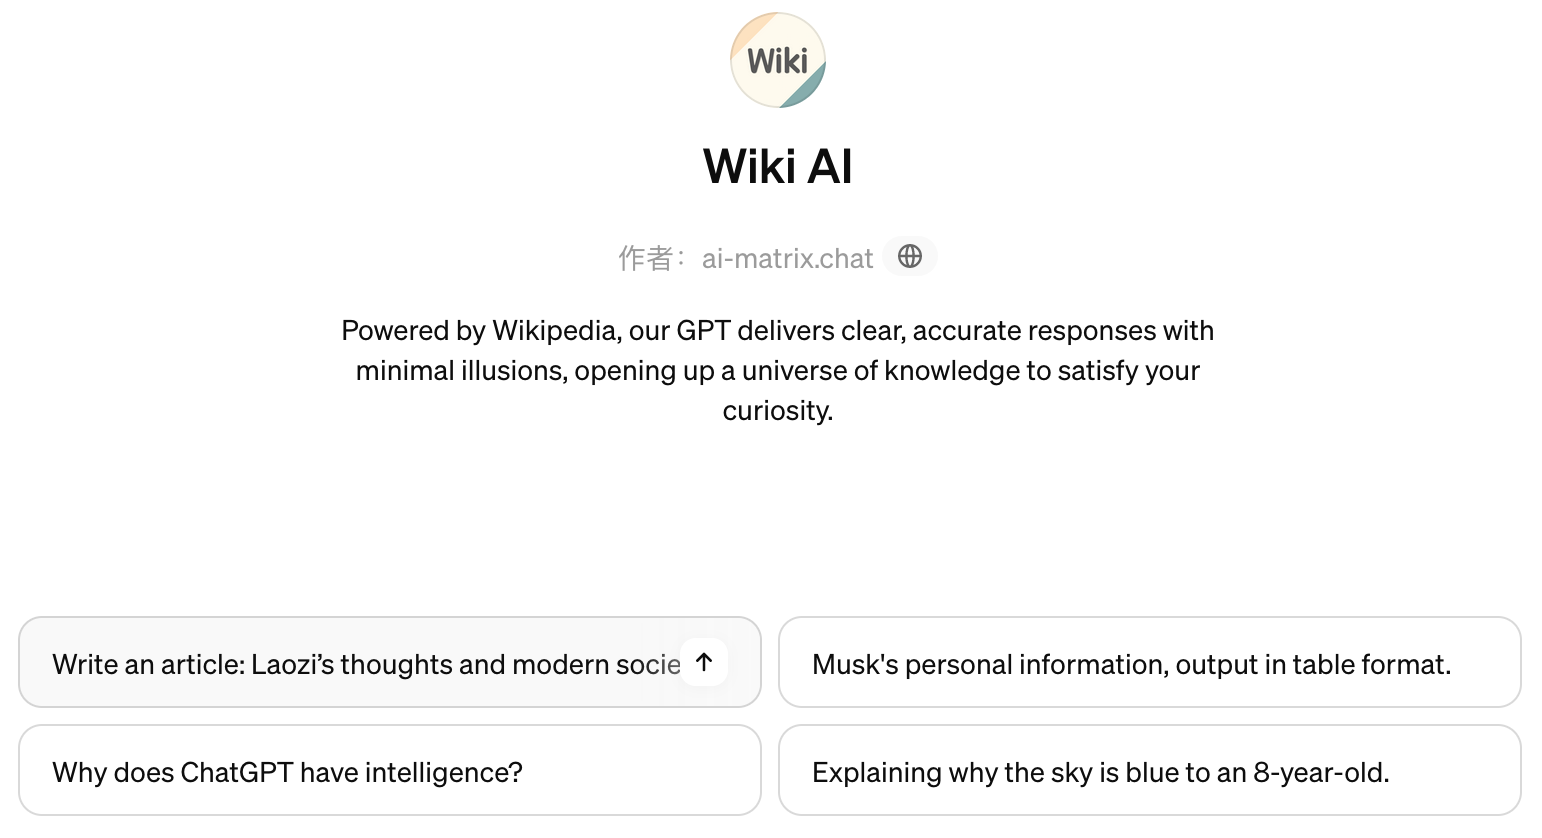 Wiki
Wiki AI
作者：ai-matrix.chat
Powered by Wikipedia, our GPT delivers clear, accurate responses with
minimal illusions, opening up a universe of knowledge to satisfy your
curiosity.
Write an article: Laozi’s thoughts and modern socie
Musk's personal information, output in table format.
Why does ChatGPT have intelligence?
Explaining why the sky is blue to an 8-year-old.